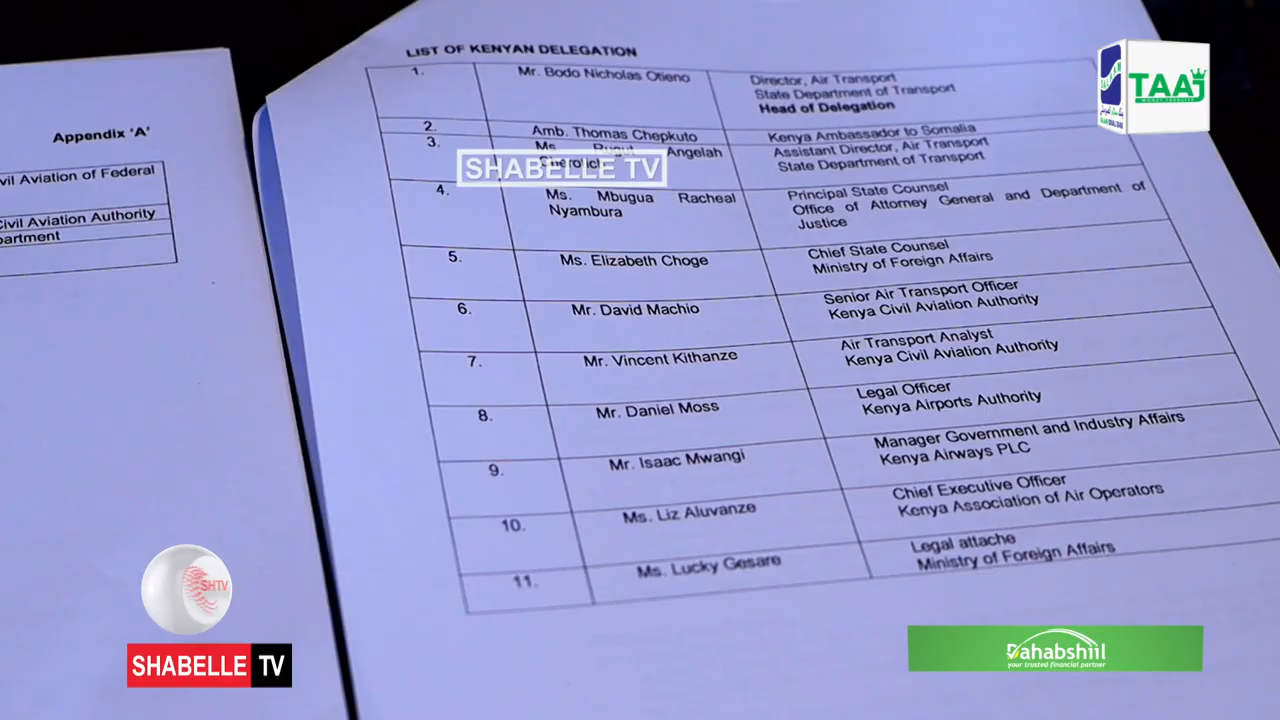 Appendix 'A'
vil Aviation of Federal
Civil Aviation Authority
partment
LIST OF KENYAN DELEGATION
1.
Mr. Bodo Nicholas Otieno
Director, Air Transport
State Department of Transport
Head of Delegation
2.
Amb. Thomas Chepkuto
Kenya Ambassador to Somalia
3.
Ms. Rugut Angelah
Cherotich
Assistant Director, Air Transport
State Department of Transport
4.
Ms. Mbugua Racheal
Nyambura
Principal State Counsel
Office of Attorney General and Department of
Justice
5.
Ms. Elizabeth Choge
Chief State Counsel
Ministry of Foreign Affairs
6.
Mr. David Machio
Senior Air Transport Officer
Kenya Civil Aviation Authority
7.
Mr. Vincent Kithanze
Air Transport Analyst
Kenya Civil Aviation Authority
8.
Mr. Daniel Moss
Legal Officer
Kenya Airports Authority
9.
Mr. Isaac Mwangi
Manager Government and Industry Affairs
Kenya Airways PLC
10.
Ms. Liz Aluvanze
Chief Executive Officer
Kenya Association of Air Operators
11.
Ms. Lucky Gesare
Legal attache
Ministry of Foreign Affairs
SHABELLE TV
TAAJ
MONEY TRANSFER
SHTV
SHABELLE TV
Dahabshiil
your trusted financial partner